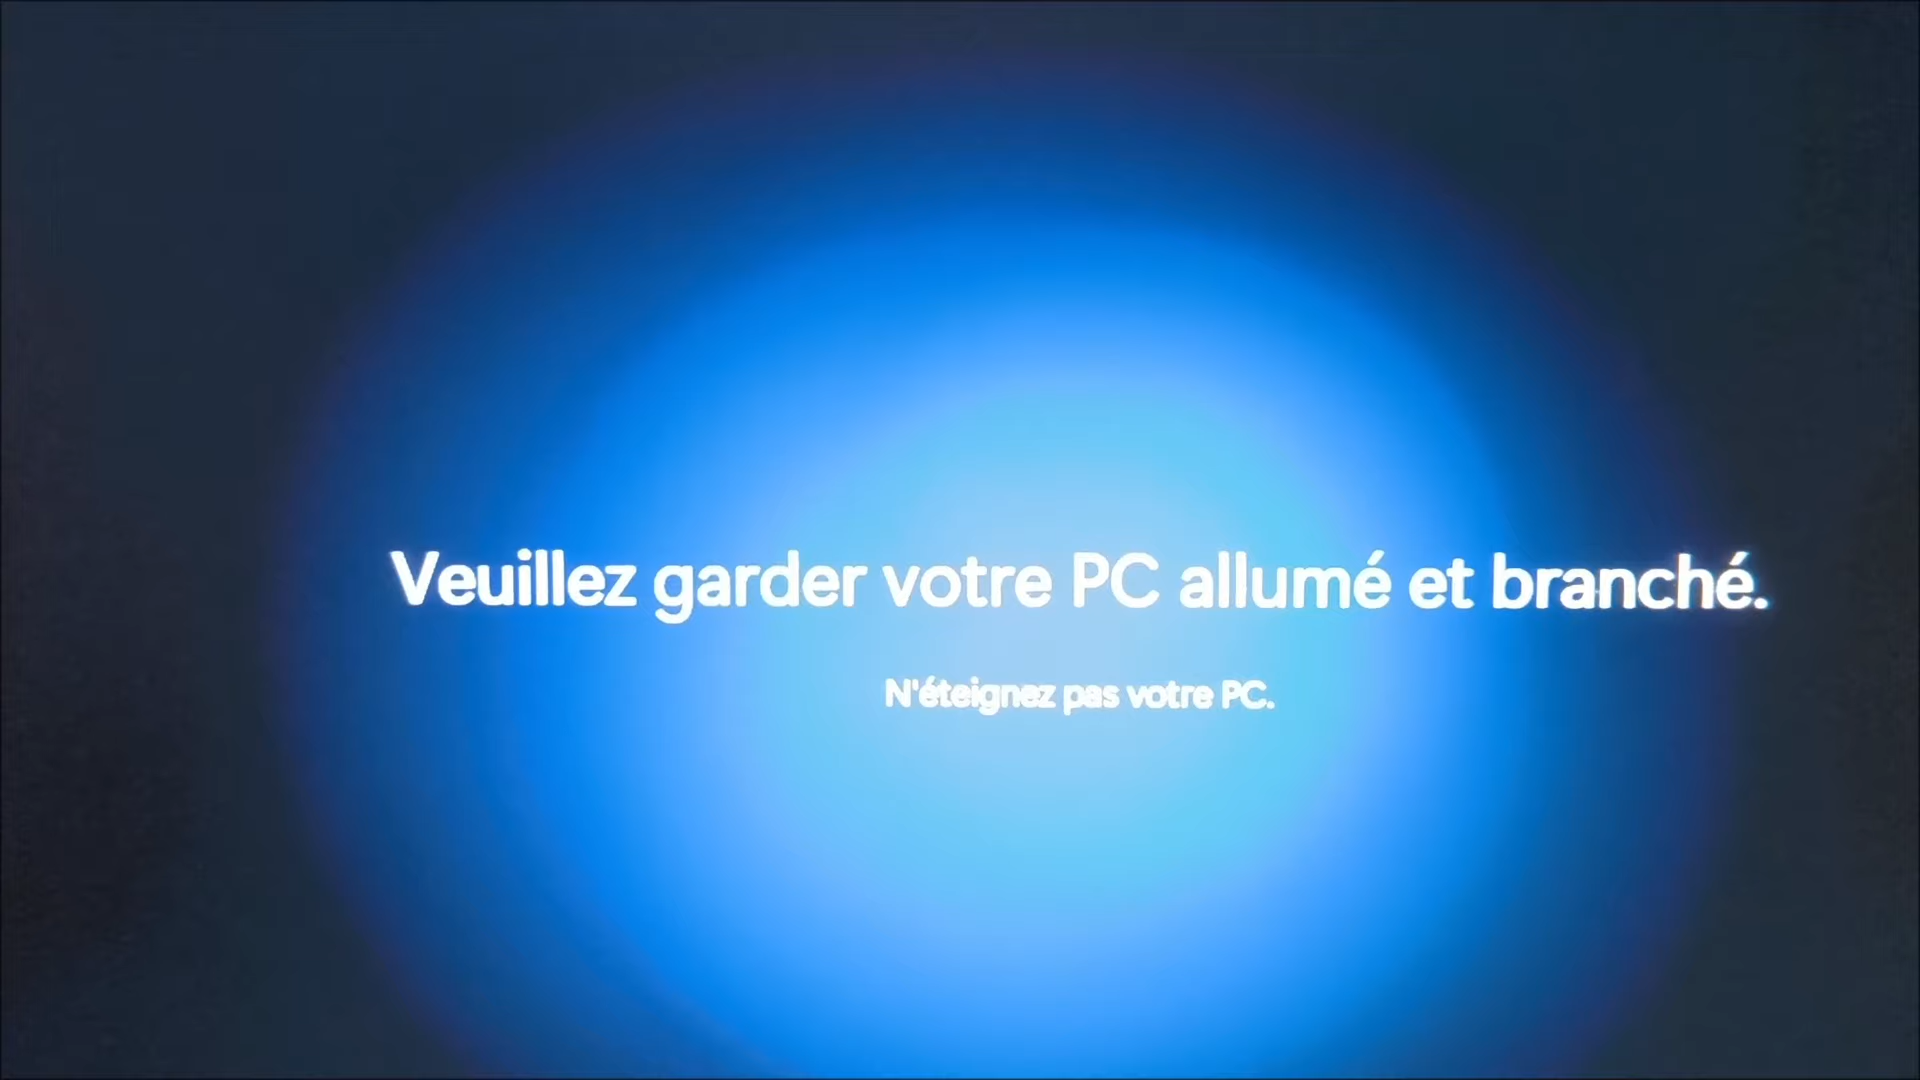 Veuillez garder votre PC allumé et branché.
N'éteignez pas votre PC.